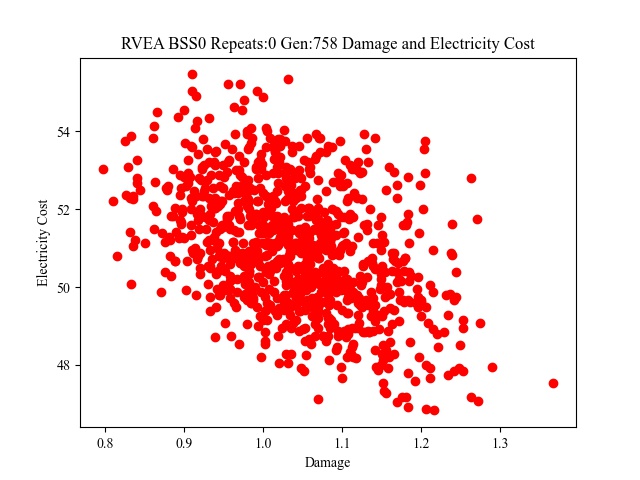 RVEA BSS0 Repeats:0 Gen:758 Damage and Electricity Cost
54
52
50
48
Electricity Cost
0.8 0.9 1.0 1.1 1.2 1.3
Damage